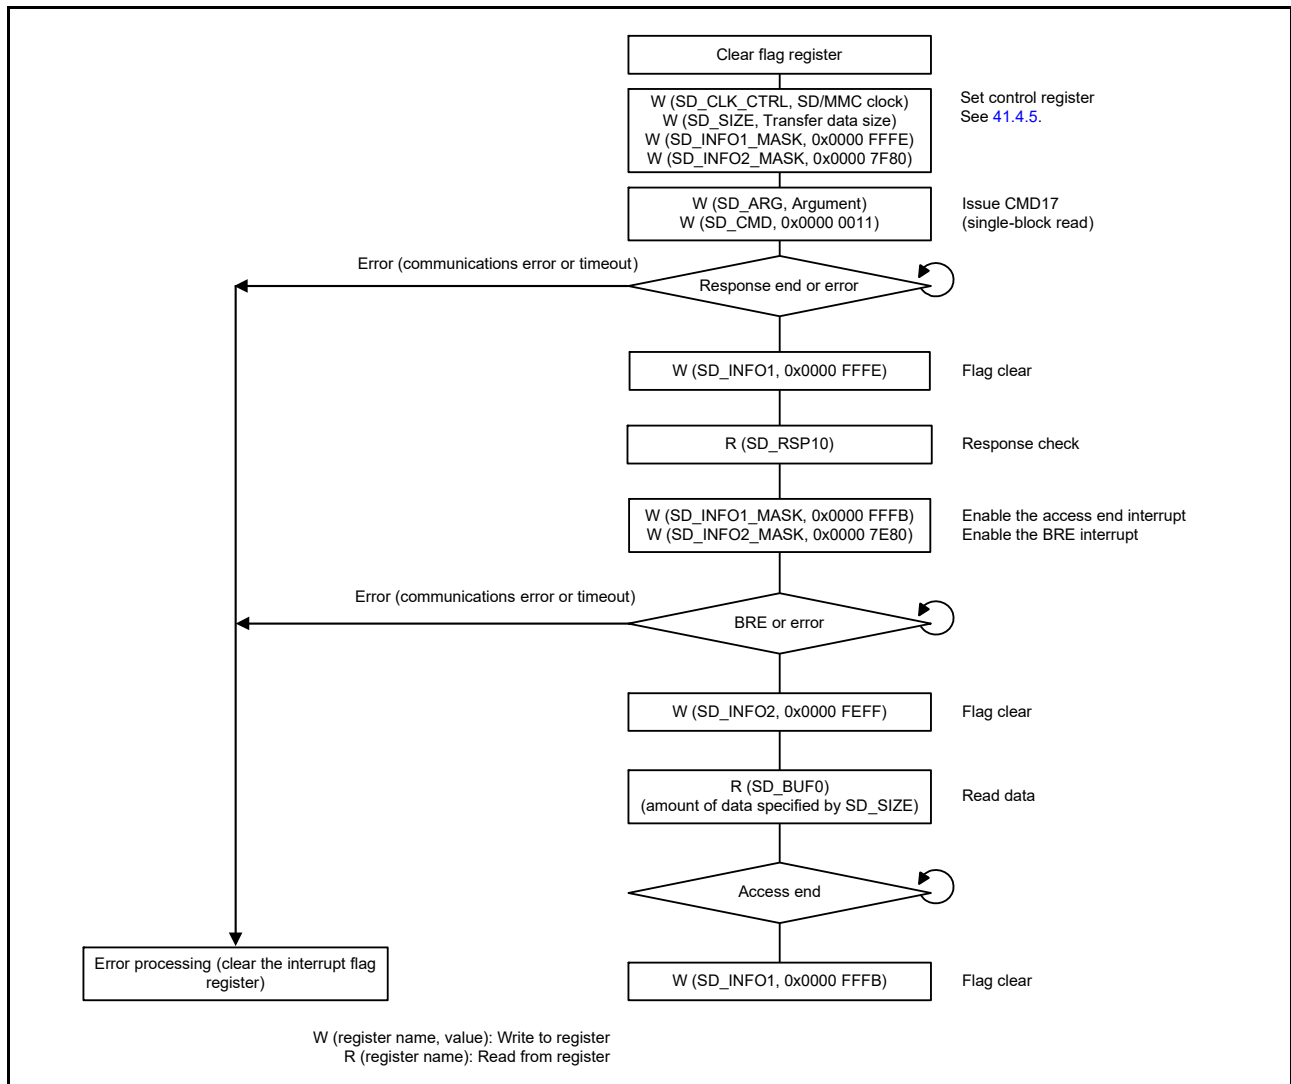 Clear flag register
W (SD_CLK_CTRL, SD/MMC clock)
W (SD_SIZE, Transfer data size)
W (SD_INFO1_MASK, 0x0000 FFFE)
W (SD_INFO2_MASK, 0x0000 7F80)
Set control register
See 41.4.5.
W (SD_ARG, Argument)
W (SD_CMD, 0x0000 0011)
Issue CMD17
(single-block read)
Error (communications error or timeout)
Response end or error
W (SD_INFO1, 0x0000 FFFE)
Flag clear
R (SD_RSP10)
Response check
W (SD_INFO1_MASK, 0x0000 FFFB)
W (SD_INFO2_MASK, 0x0000 7E80)
Enable the access end interrupt
Enable the BRE interrupt
Error (communications error or timeout)
BRE or error
W (SD_INFO2, 0x0000 FEFF)
Flag clear
R (SD_BUF0)
(amount of data specified by SD_SIZE)
Read data
Access end
Error processing (clear the interrupt flag
register)
W (SD_INFO1, 0x0000 FFFB)
Flag clear
W (register name, value): Write to register
R (register name): Read from register